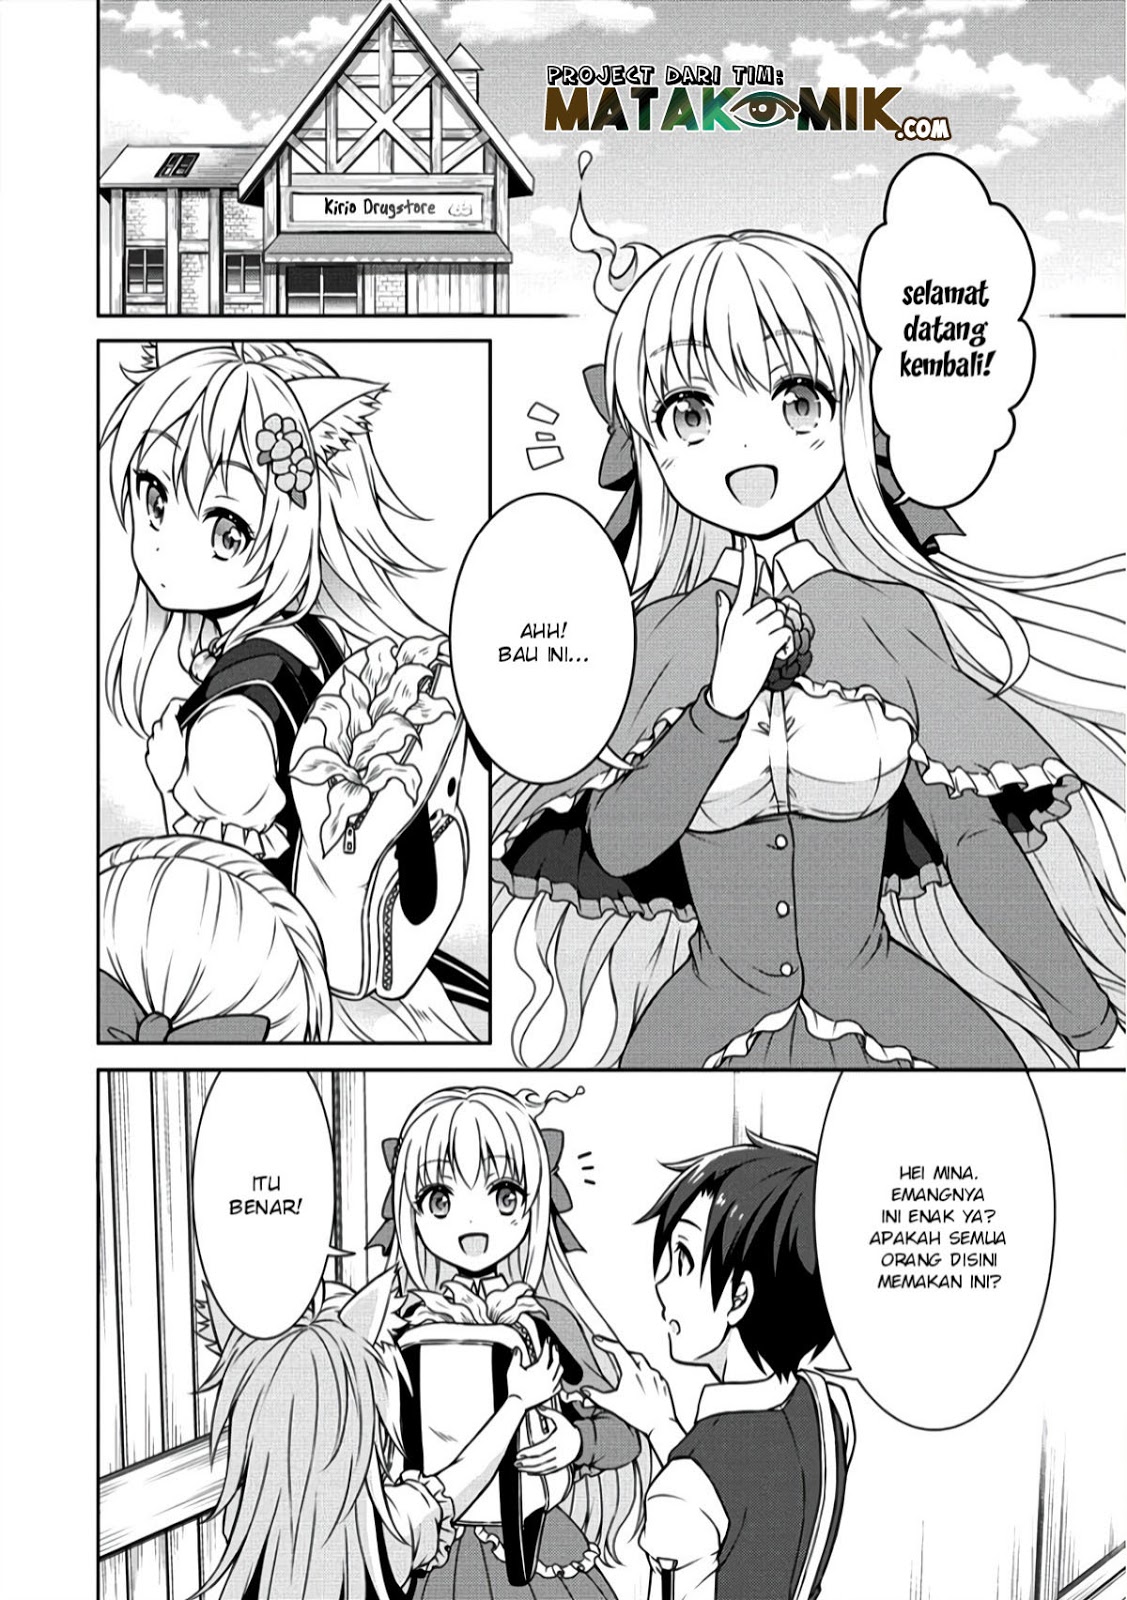 PROJECT DARI TIM:
MATAKOMIK.COM
Kirio Drugstore
selamat
datang
kembali!
AHH!
BAU INI...
HEI MINA.
EMANGNYA
INI ENAK YA?
APAKAH SEMUA
ORANG DISINI
MEMAKAN INI?
ITU
BENAR!